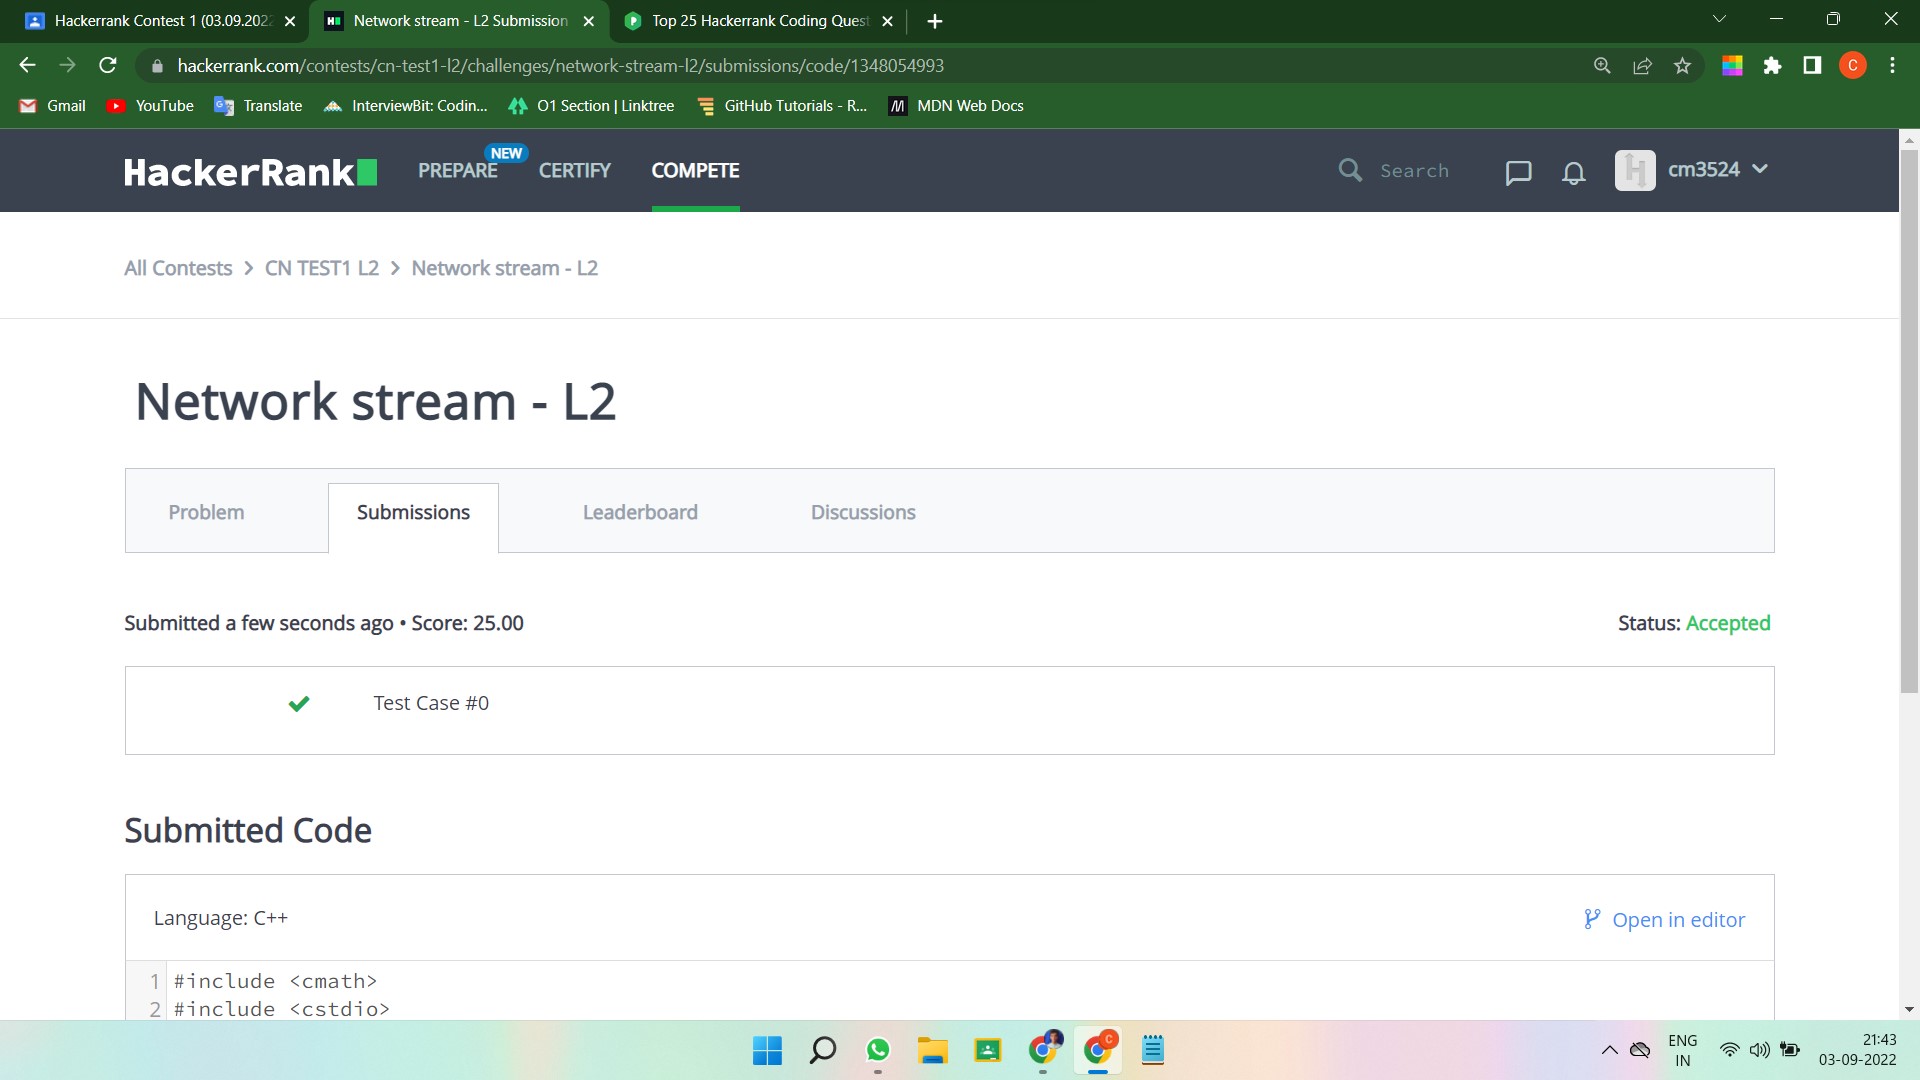 Hackerrank Contest 1 (03.09.2022
Network stream - L2 Submission
Top 25 Hackerrank Coding Quest
hackerrank.com/contests/cn-test1-l2/challenges/network-stream-l2/submissions/code/1348054993
C
Gmail
YouTube
Translate
InterviewBit: Codin...
O1 Section | Linktree
GitHub Tutorials - R...
MDN Web Docs
HackerRank
PREPARE
NEW
CERTIFY
COMPETE
Search
cm3524
All Contests > CN TEST1 L2 > Network stream - L2
Network stream - L2
Problem
Submissions
Leaderboard
Discussions
Submitted a few seconds ago • Score: 25.00
Status: Accepted
Test Case #0
Submitted Code
Language: C++
Open in editor
1 #include <cmath>
2 #include <cstdio>
ENG
IN
21:43
03-09-2022